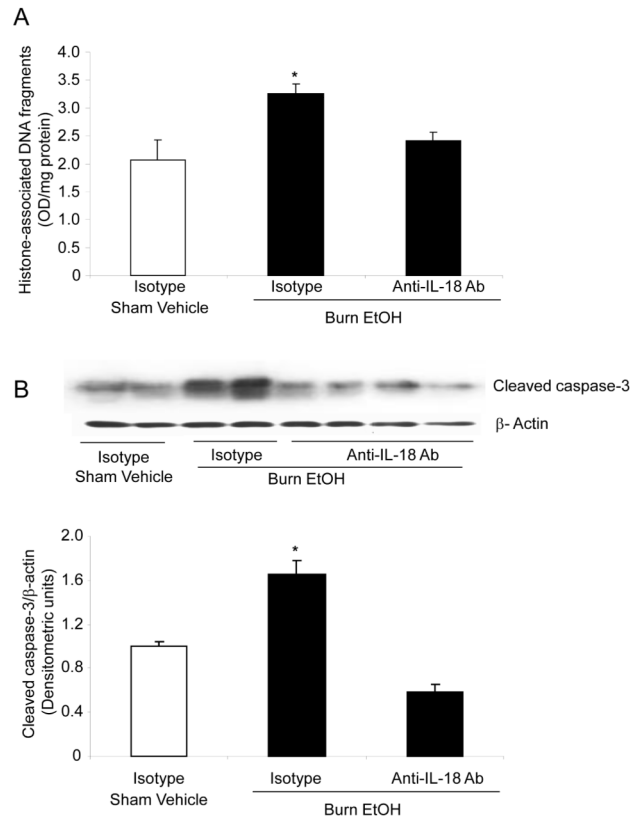 A
Histone-associated DNA fragments
(OD/mg protein)
4.0
3.5
3.0
2.5
2.0
1.5
1.0
0.5
0
*
Isotype
Sham Vehicle
Isotype
Anti-IL-18 Ab
Burn EtOH
B
Cleaved caspase-3
β- Actin
Isotype
Sham Vehicle
Isotype
Anti-IL-18 Ab
Burn EtOH
Cleaved caspase-3/β-actin
(Densitometric units)
2.0
1.6
1.2
0.8
0.4
0
*
Isotype
Sham Vehicle
Isotype
Anti-IL-18 Ab
Burn EtOH